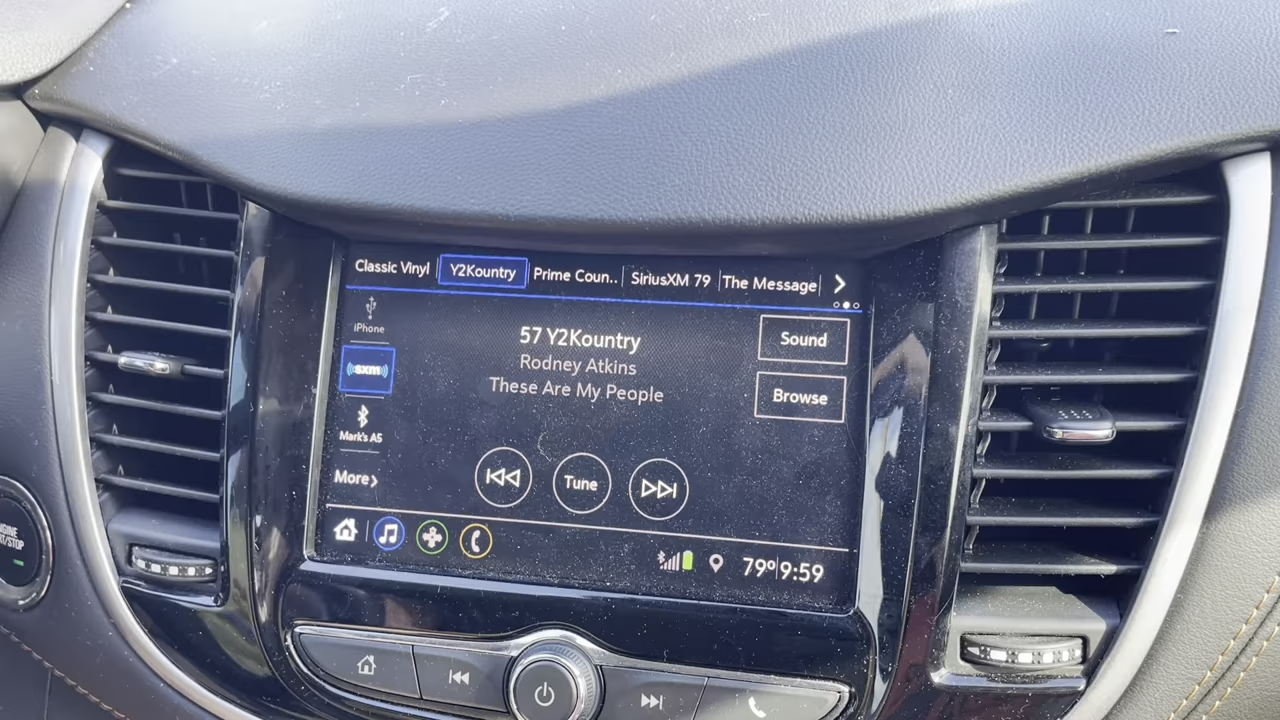 Classic Vinyl
Y2Kountry
Prime Coun..
SiriusXM 79
The Message
iPhone
57 Y2Kountry
Sound
((sxm))
Rodney Atkins
These Are My People
Browse
Mark's A5
More
Tune
79° 9:59
ENGINE
START/STOP